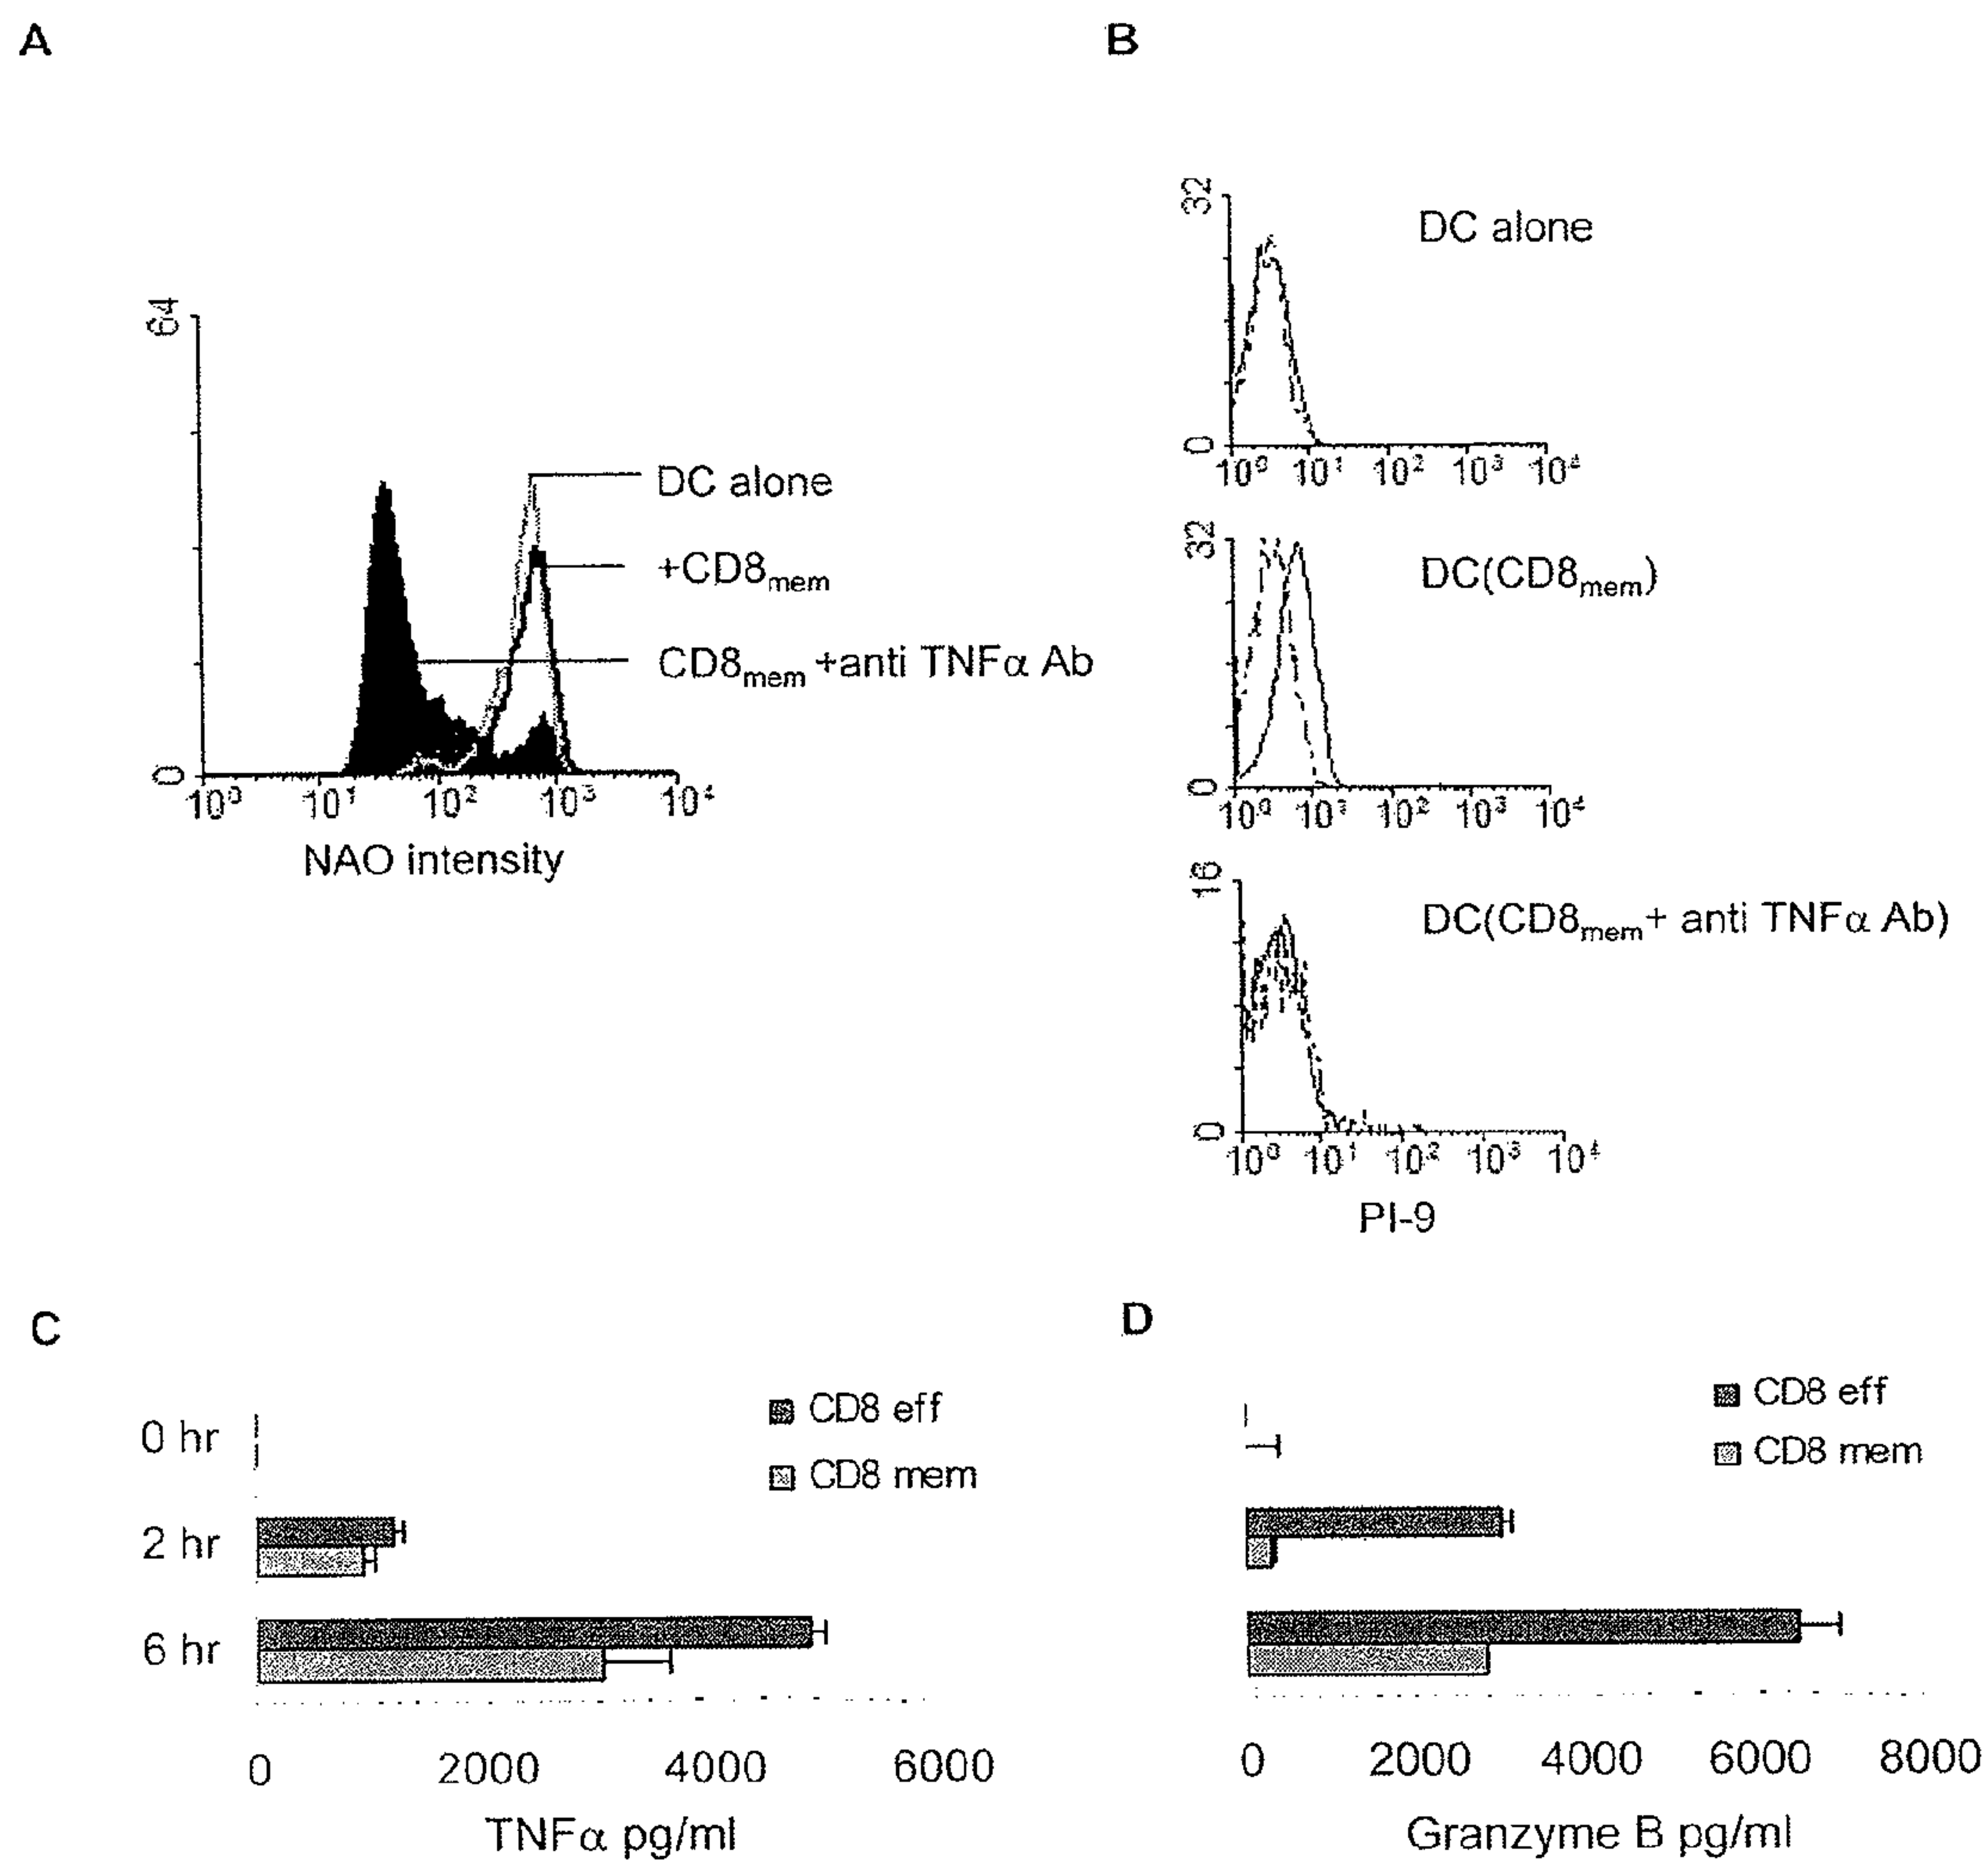 A
64
0
DC alone
+CD8mem
CD8mem +anti TNFα Ab
10⁰ 10¹ 10² 10³ 10⁴
NAO intensity
B
32
0
DC alone
10⁰ 10¹ 10² 10³ 10⁴
32
0
DC(CD8mem)
10⁰ 10¹ 10² 10³ 10⁴
16
0
DC(CD8mem+ anti TNFα Ab)
10⁰ 10¹ 10² 10³ 10⁴
PI-9
C
CD8 eff
CD8 mem
0 hr
2 hr
6 hr
0 2000 4000 6000
TNFα pg/ml
D
CD8 eff
CD8 mem
0 2000 4000 6000 8000
Granzyme B pg/ml